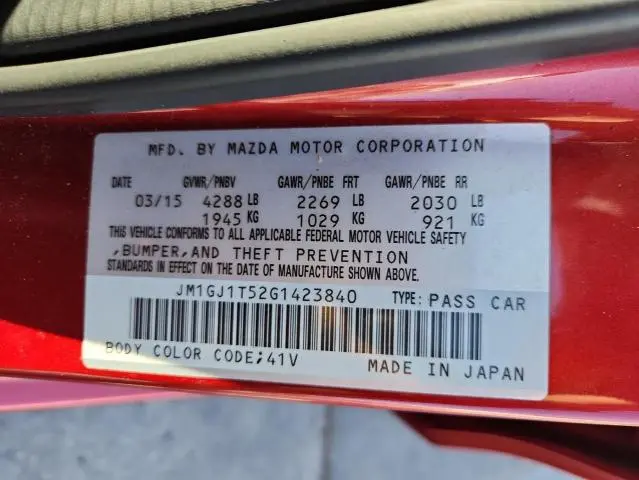 MFD. BY MAZDA MOTOR CORPORATION
DATE GVWR/PNBV GAWR/PNBE FRT GAWR/PNBE RR
03/15 4288 LB 2269 LB 2030 LB
1945 KG 1029 KG 921 KG
THIS VEHICLE CONFORMS TO ALL APPLICABLE FEDERAL MOTOR VEHICLE SAFETY
,BUMPER,AND THEFT PREVENTION
STANDARDS IN EFFECT ON THE DATE OF MANUFACTURE SHOWN ABOVE.
JM1GJ1T52G1423840 TYPE: PASS CAR
BODY COLOR CODE;41V MADE IN JAPAN